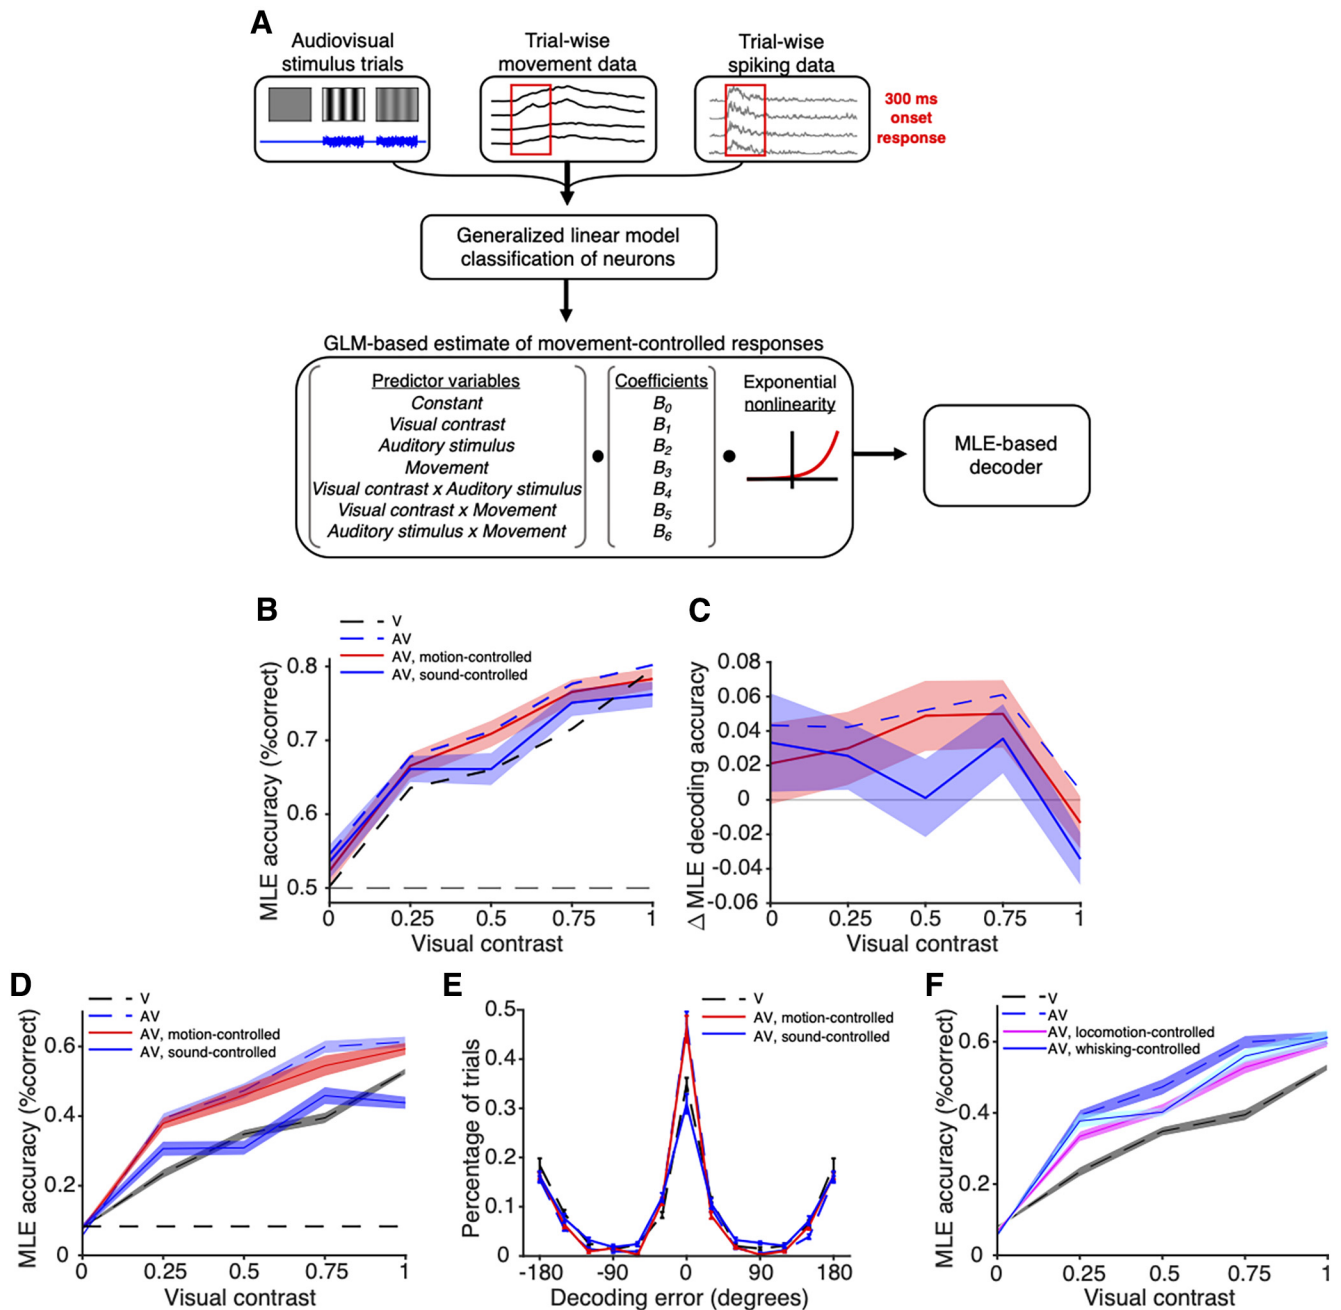 A
Audiovisual
stimulus trials
Trial-wise
movement data
Trial-wise
spiking data
300 ms
onset
response
Generalized linear model
classification of neurons
GLM-based estimate of movement-controlled responses
Predictor variables
Constant
Visual contrast
Auditory stimulus
Movement
Visual contrast x Auditory stimulus
Visual contrast x Movement
Auditory stimulus x Movement
Coefficients
B0
B1
B2
B3
B4
B5
B6
Exponential
nonlinearity
MLE-based
decoder
B
V
AV
AV, motion-controlled
AV, sound-controlled
MLE accuracy (%correct)
0.8
0.7
0.6
0.5
0 0.25 0.5 0.75 1
Visual contrast
C
Δ MLE decoding accuracy
0.08
0.06
0.04
0.02
0
-0.02
-0.04
-0.06
0 0.25 0.5 0.75 1
Visual contrast
D
V
AV
AV, motion-controlled
AV, sound-controlled
MLE accuracy (%correct)
0.6
0.4
0.2
0
0 0.25 0.5 0.75 1
Visual contrast
E
V
AV, motion-controlled
AV, sound-controlled
Percentage of trials
0.5
0.4
0.3
0.2
0.1
0
-180 -90 0 90 180
Decoding error (degrees)
F
V
AV
AV, locomotion-controlled
AV, whisking-controlled
MLE accuracy (%correct)
0.6
0.4
0.2
0
0 0.25 0.5 0.75 1
Visual contrast